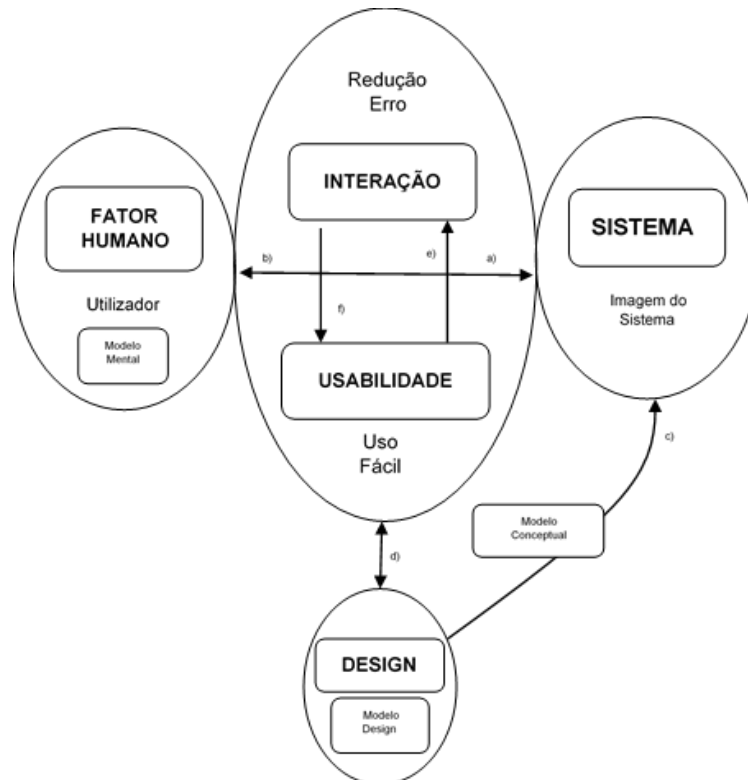 Redução
Erro
INTERAÇÃO
FATOR
HUMANO
SISTEMA
b)
e)
a)
Utilizador
Imagem do
Sistema
f)
Modelo
Mental
USABILIDADE
Uso
Fácil
c)
Modelo
Conceptual
d)
DESIGN
Modelo
Design